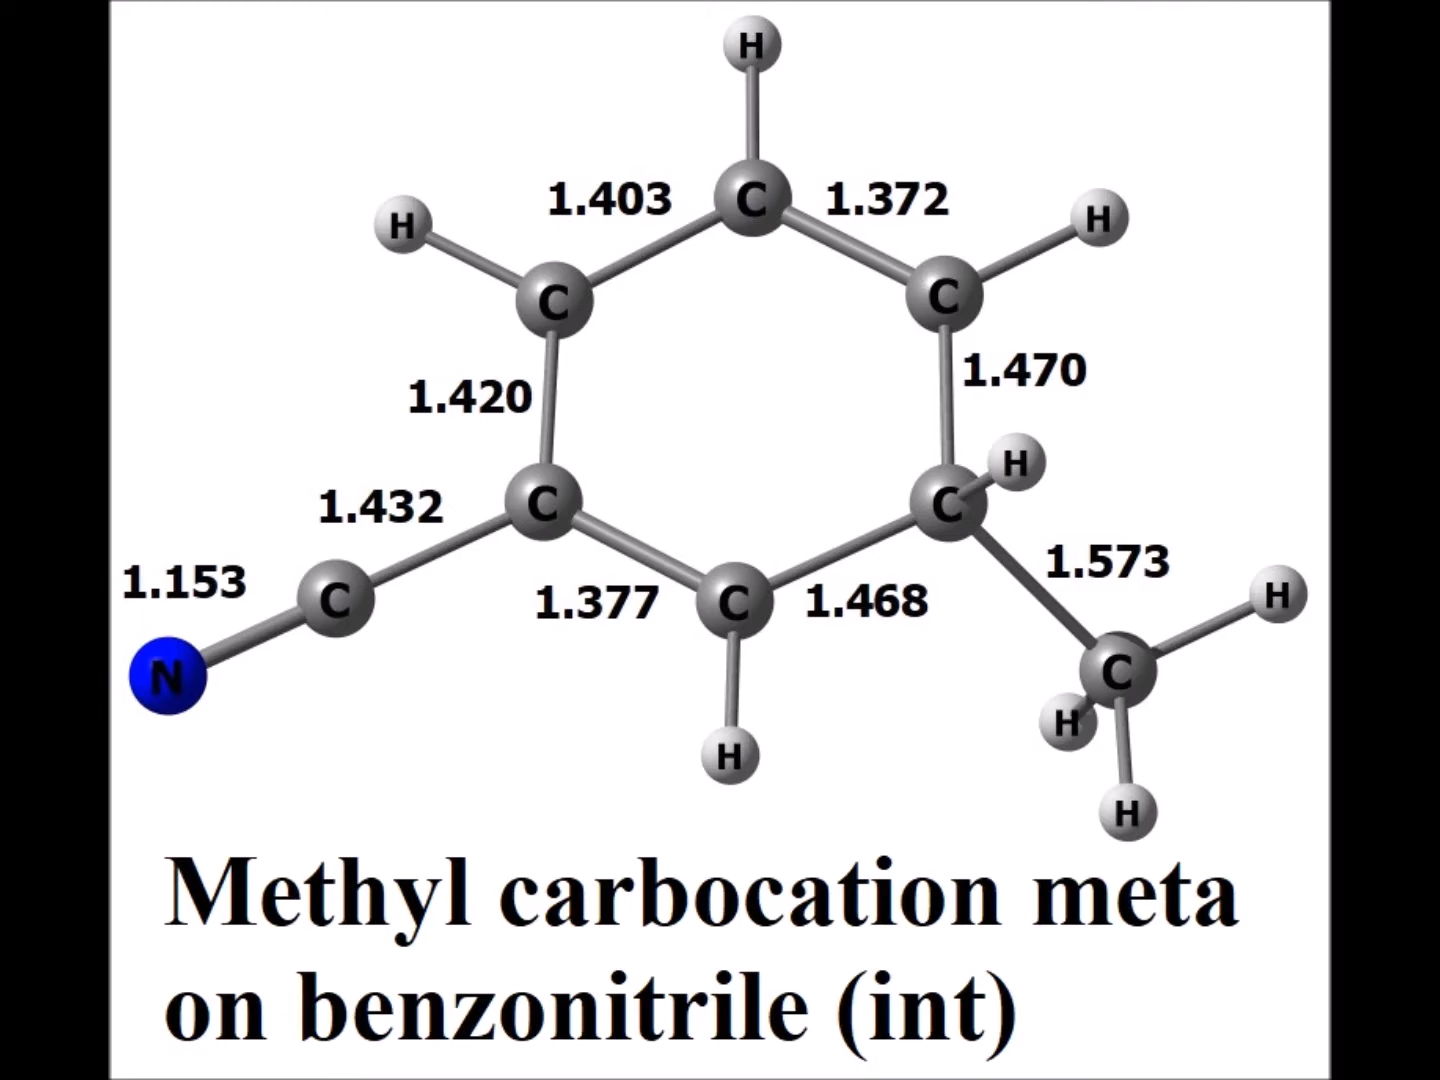 H
1.403 C 1.372
H H
C C
1.470
1.420
H
C C
1.432
1.573
1.153 C 1.377 C 1.468 H
N C
H
H
H
Methyl carbocation meta
on benzonitrile (int)